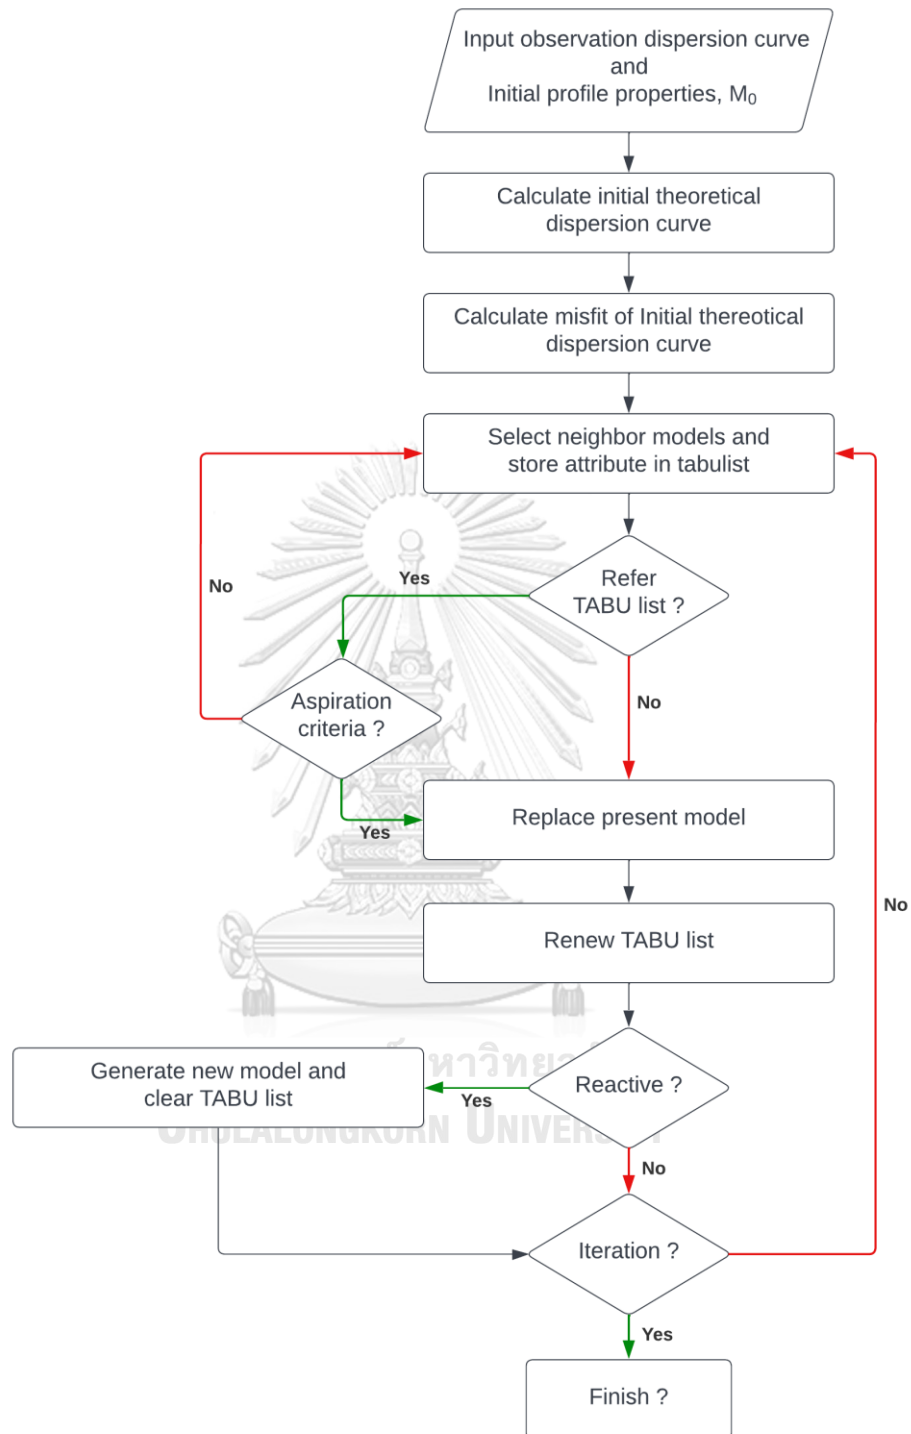 Input observation dispersion curve
and
Initial profile properties, M₀
Calculate initial theoretical
dispersion curve
Calculate misfit of Initial thereotical
dispersion curve
Select neighbor models and
store attribute in tabulist
No
Yes
Refer
TABU list ?
Aspiration
criteria ?
No
Yes
Replace present model
No
Renew TABU list
Generate new model and
clear TABU list
Yes
Reactive ?
UNIVERSITY
No
Iteration ?
Yes
Finish ?